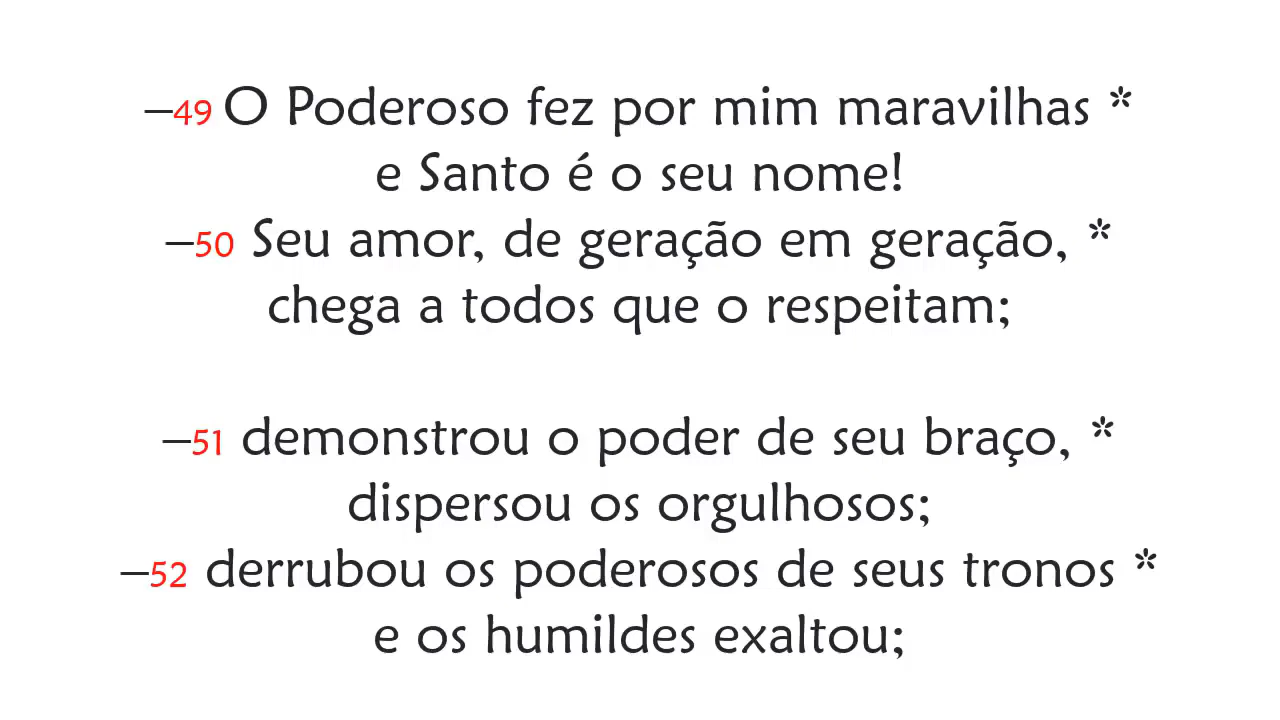 –49 O Poderoso fez por mim maravilhas *
e Santo é o seu nome!
–50 Seu amor, de geração em geração, *
chega a todos que o respeitam;
–51 demonstrou o poder de seu braço, *
dispersou os orgulhosos;
–52 derrubou os poderosos de seus tronos *
e os humildes exaltou;